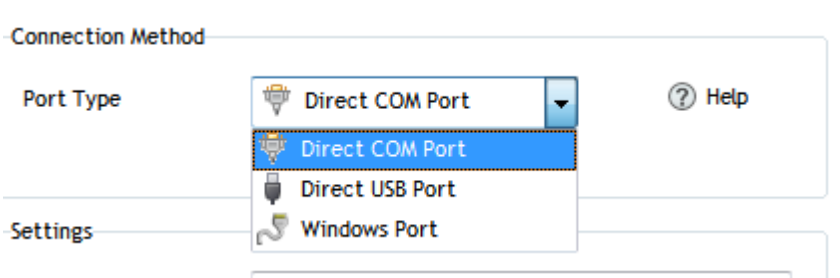 Connection Method
Port Type
Direct COM Port
? Help
Direct COM Port
Direct USB Port
Windows Port
Settings